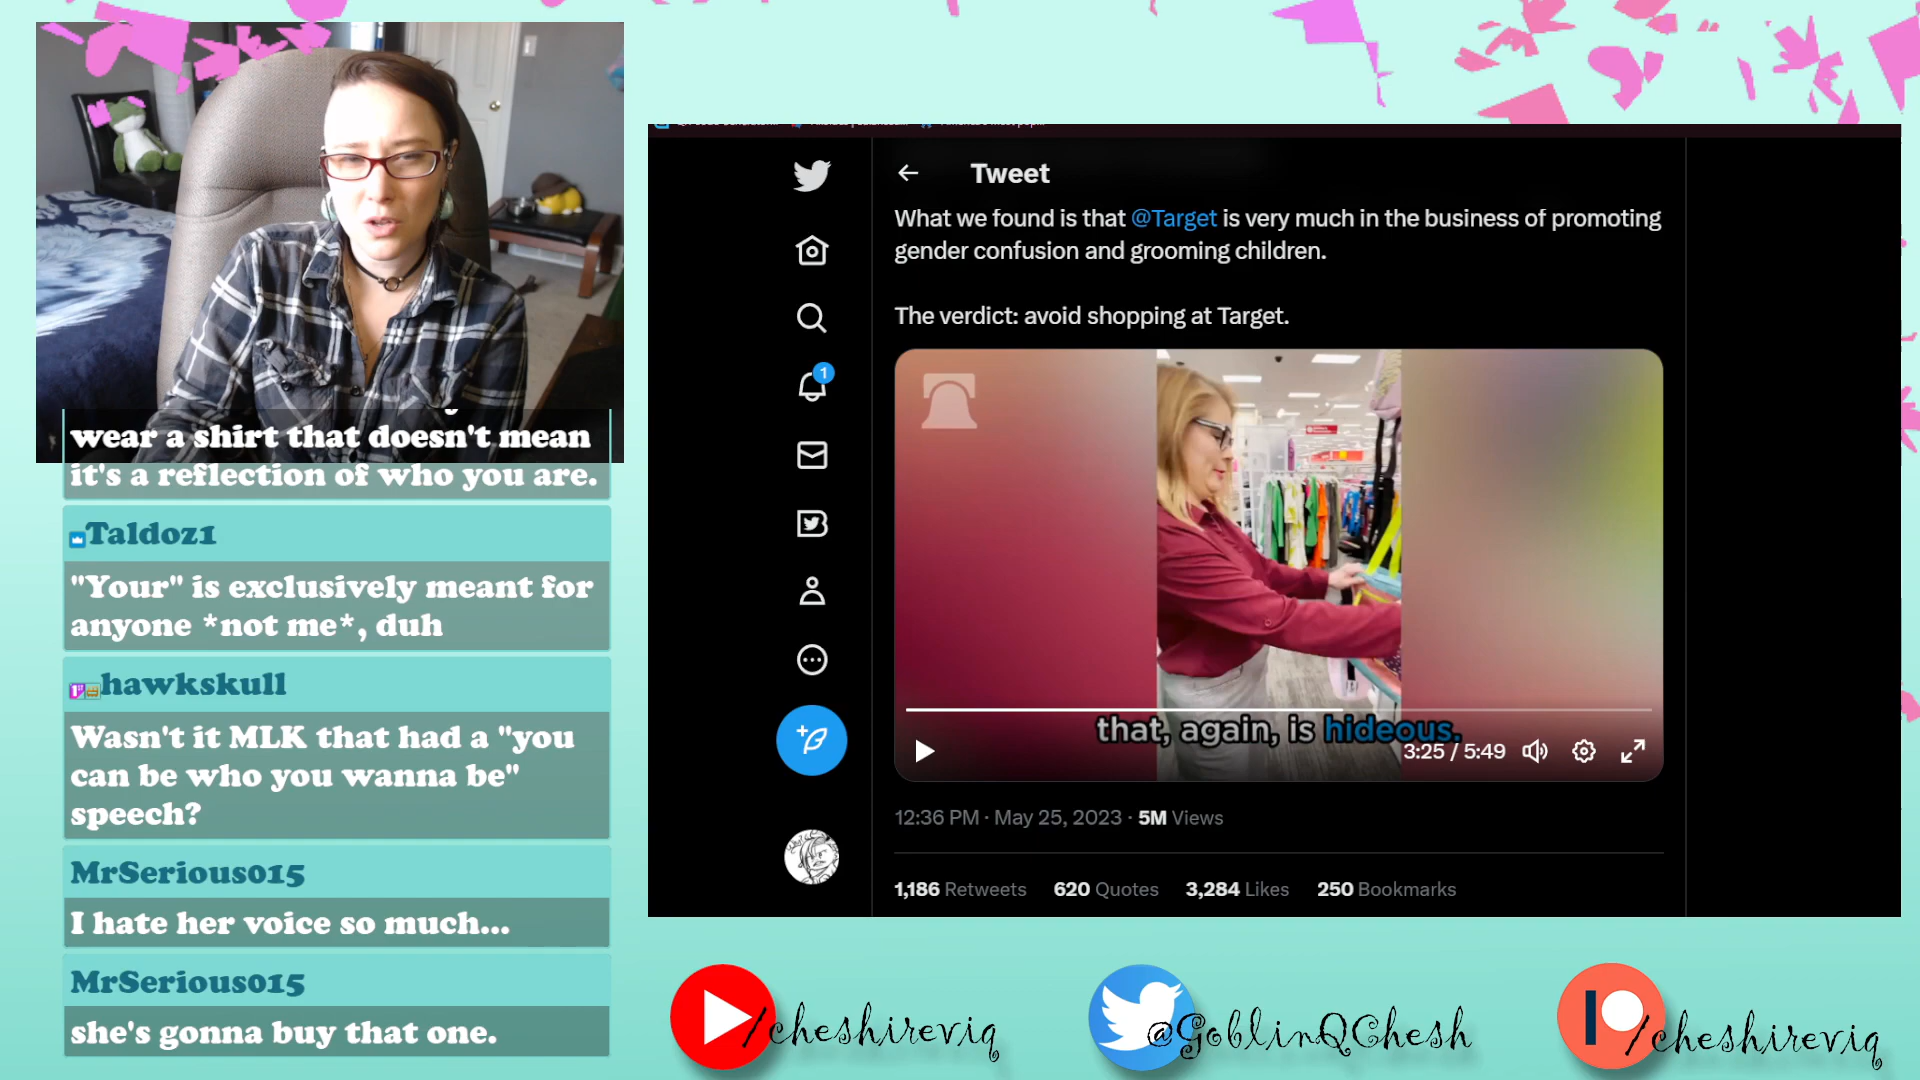 wear a shirt that doesn't mean
it's a reflection of who you are.
Taldoz1
"Your" is exclusively meant for
anyone *not me*, duh
hawkskull
Wasn't it MLK that had a "you
can be who you wanna be"
speech?
MrSerious015
I hate her voice so much...
MrSerious015
she's gonna buy that one.
Tweet
What we found is that @Target is very much in the business of promoting
gender confusion and grooming children.
The verdict: avoid shopping at Target.
1
that, again, is hideous.
3:25 / 5:49
12:36 PM · May 25, 2023 · 5M Views
1,186 Retweets 620 Quotes 3,284 Likes 250 Bookmarks
/cheshireviq
@GoblinQChesh
/cheshireviq